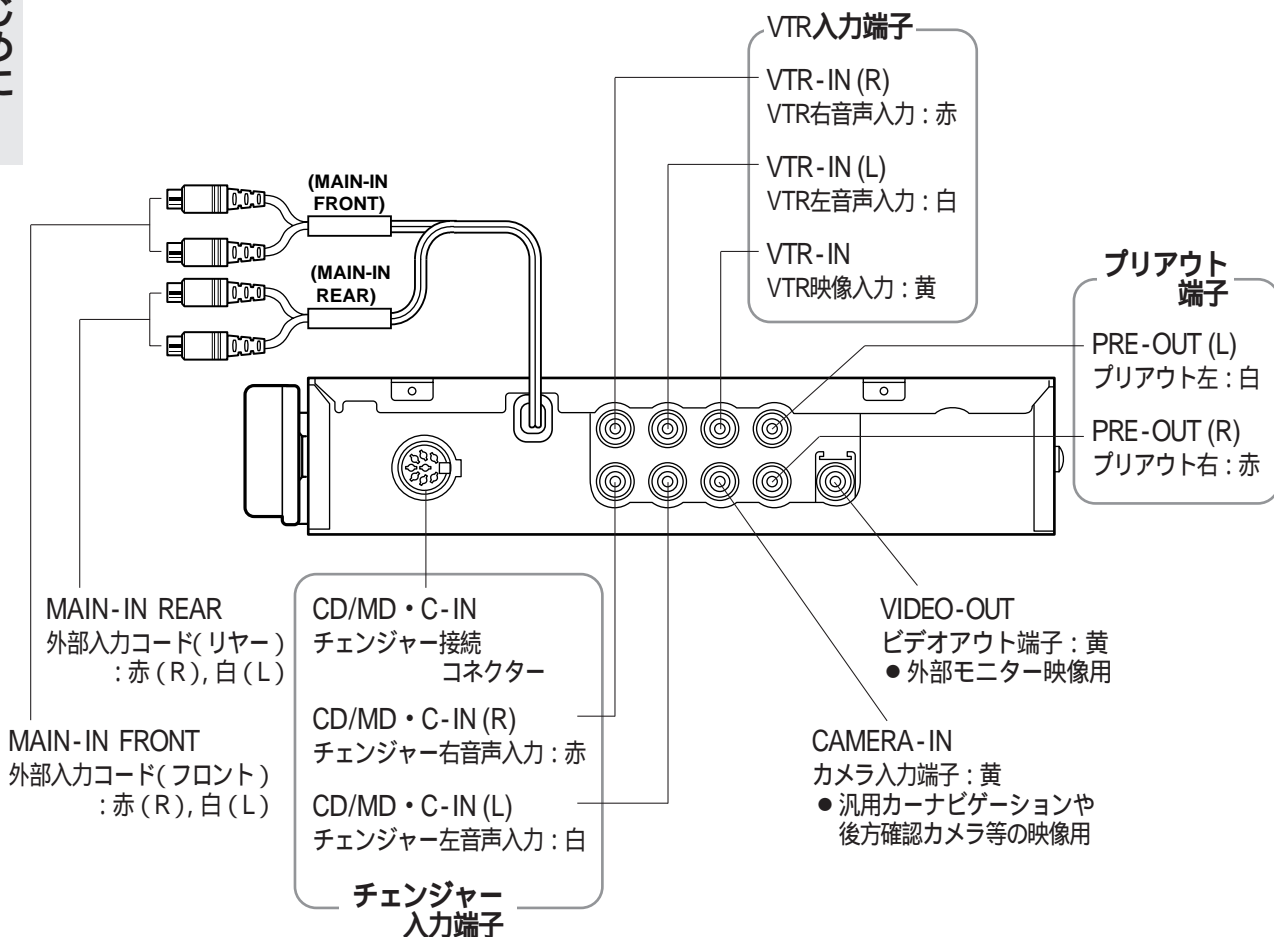 じめに
VTR入力端子
VTR-IN (R)
VTR右音声入力：赤
VTR-IN (L)
VTR左音声入力：白
VTR-IN
VTR映像入力：黄
(MAIN-IN
FRONT)
(MAIN-IN
REAR)
プリアウト
端子
PRE-OUT (L)
プリアウト左：白
PRE-OUT (R)
プリアウト右：赤
MAIN-IN REAR
外部入力コード(リヤー)
：赤(R), 白(L)
MAIN-IN FRONT
外部入力コード(フロント)
：赤(R), 白(L)
CD/MD・C-IN
チェンジャー接続
コネクター
CD/MD・C-IN (R)
チェンジャー右音声入力：赤
CD/MD・C-IN (L)
チェンジャー左音声入力：白
チェンジャー
入力端子
VIDEO-OUT
ビデオアウト端子：黄
●外部モニター映像用
CAMERA-IN
カメラ入力端子：黄
●汎用カーナビゲーションや
後方確認カメラ等の映像用